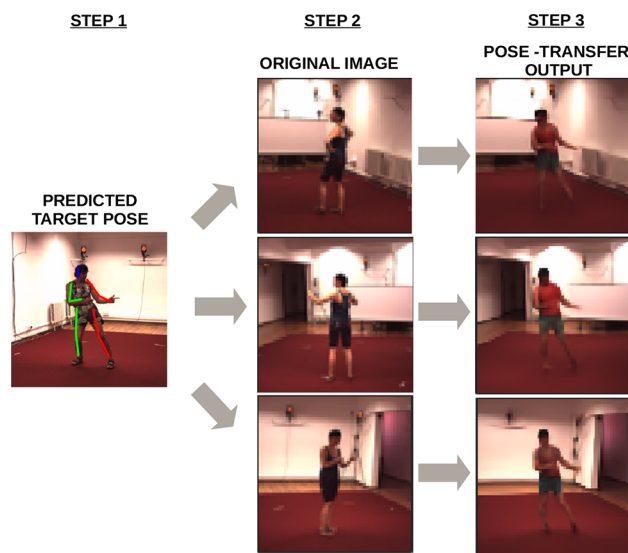 STEP 1
STEP 2
STEP 3
ORIGINAL IMAGE
POSE -TRANSFER
OUTPUT
PREDICTED
TARGET POSE